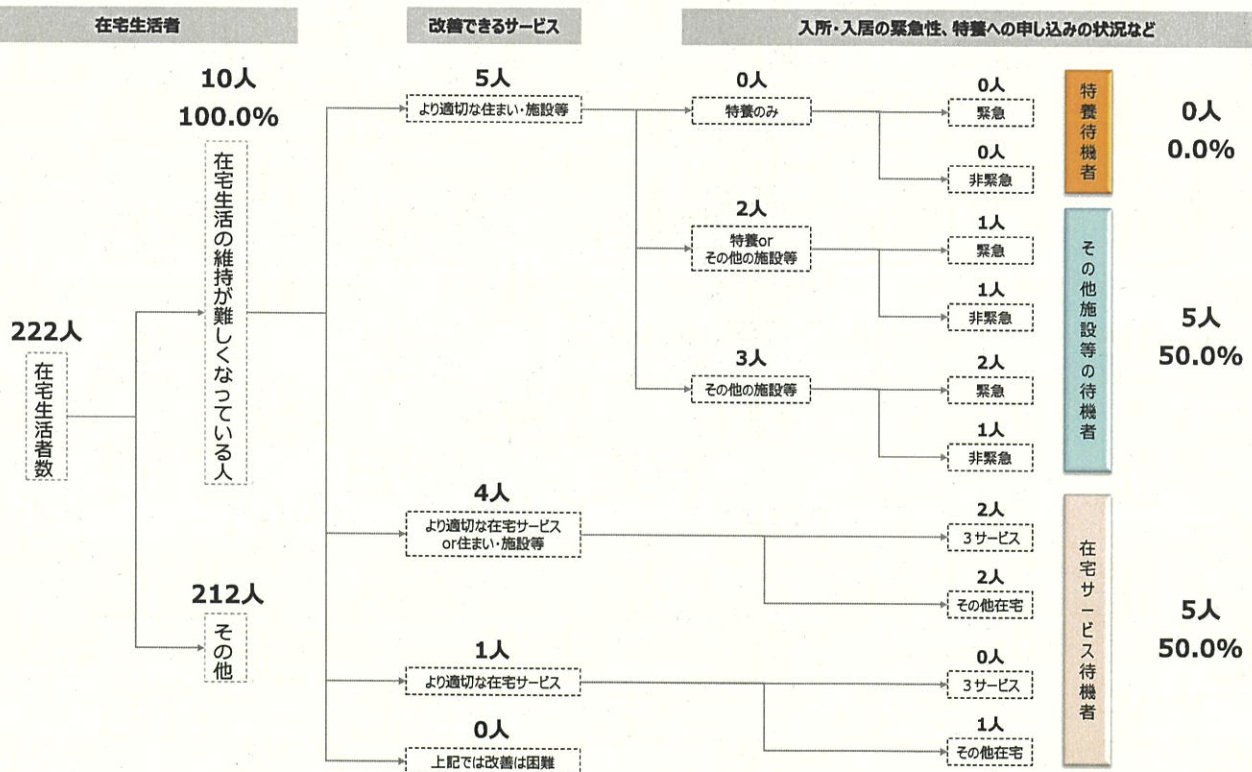 在宅生活者
改善できるサービス
入所・入居の緊急性、特養への申し込みの状況など
222人
在宅生活者数
10人
100.0%
在宅生活の維持が難しくなっている人
212人
その他
5人
より適切な住まい・施設等
0人
特養のみ
0人
緊急
0人
非緊急
2人
特養or
その他の施設等
1人
緊急
1人
非緊急
3人
その他の施設等
2人
緊急
1人
非緊急
4人
より適切な在宅サービス
or住まい・施設等
2人
3サービス
2人
その他在宅
1人
より適切な在宅サービス
0人
3サービス
1人
その他在宅
0人
上記では改善は困難
特養待機者
0人
0.0%
その他施設等の待機者
5人
50.0%
在宅サービス待機者
5人
50.0%